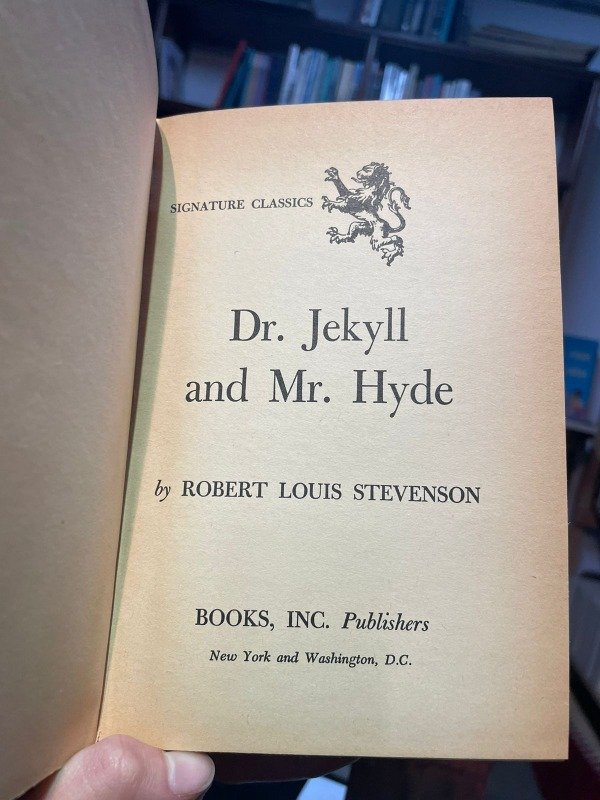 SIGNATURE CLASSICS
Dr. Jekyll
and Mr. Hyde
by ROBERT LOUIS STEVENSON
BOOKS, INC. Publishers
New York and Washington, D.C.